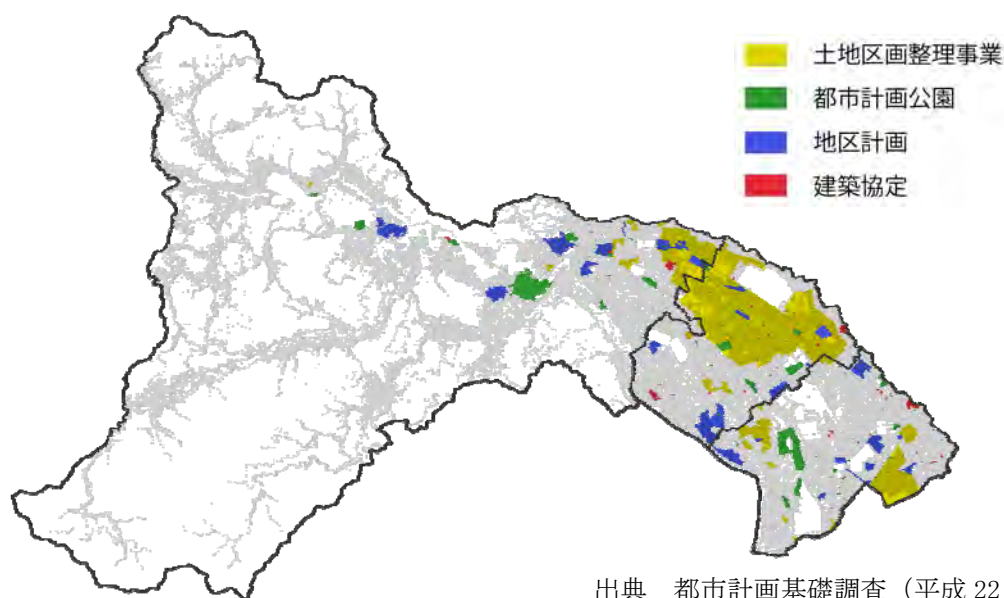 土地区画整理事業
都市計画公園
地区計画
建築協定
出典　都市計画基礎調査（平成 22